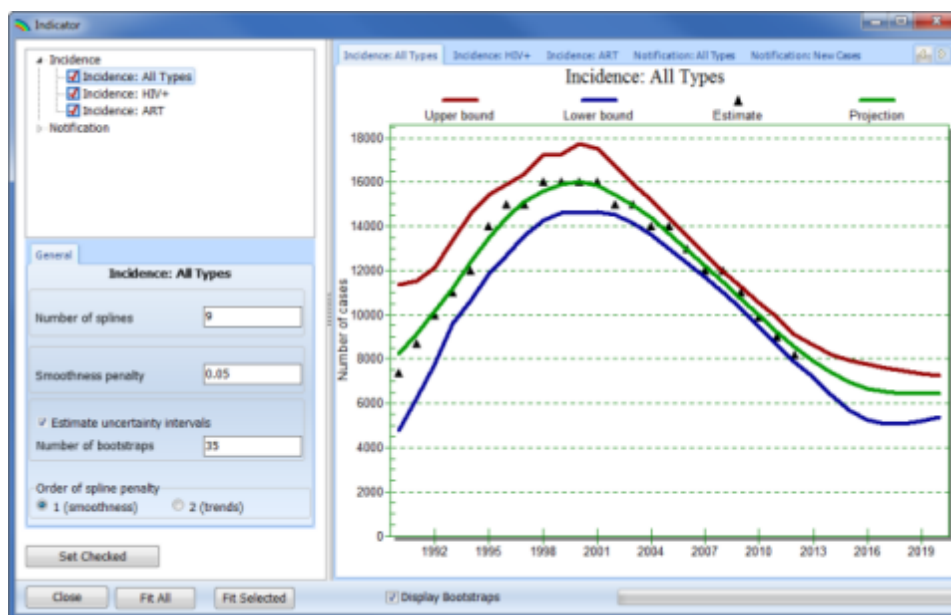 Indicator
Incidence
Incidence: All Types
Incidence: HIV+
Incidence: ART
Notification
General
Incidence: All Types
Number of splines
9
Smoothness penalty
0.05
Estimate uncertainty intervals
Number of bootstraps
35
Order of spline penalty
1 (smoothness) 2 (trends)
Set Checked
Close Fit All Fit Selected
Incidence: All Types Incidence: HIV+ Incidence: ART Notification: All Types Notification: New Cases
Incidence: All Types
Upper bound Lower bound Estimate Projection
Number of cases
18000
16000
14000
12000
10000
8000
6000
4000
2000
0
1992 1995 1998 2001 2004 2007 2010 2013 2016 2019
Display Bootstraps